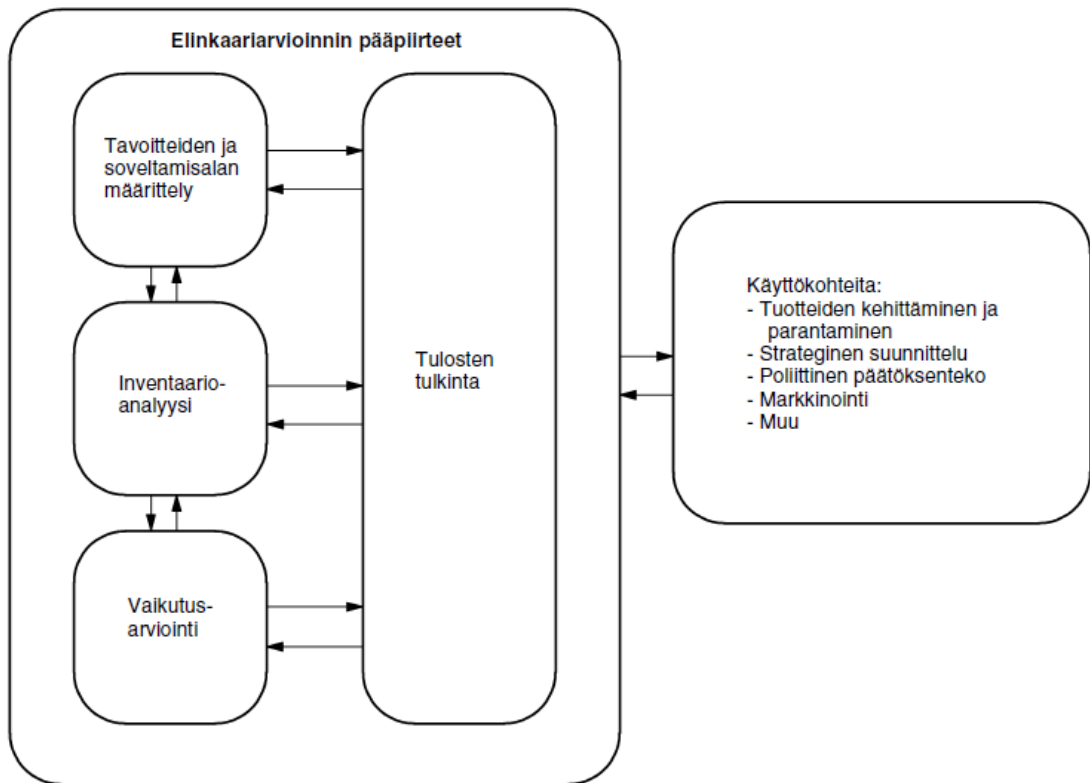 Elinkaariarvioinnin pääpiirteet
Tavoitteiden ja
soveltamisalan
määrittely
Inventaario-
analyysi
Vaikutus-
arviointi
Tulosten
tulkinta
Käyttökohteita:
- Tuotteiden kehittäminen ja
parantaminen
- Strateginen suunnittelu
- Poliittinen päätöksenteko
- Markkinointi
- Muu